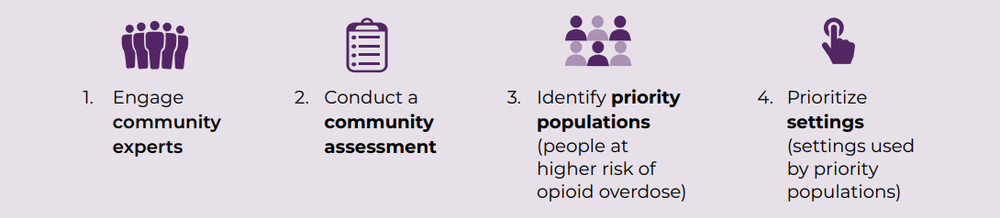 1. Engage
community
experts
2. Conduct a
community
assessment
3. Identify priority
populations
(people at
higher risk of
opioid overdose)
4. Prioritize
settings
(settings used
by priority
populations)